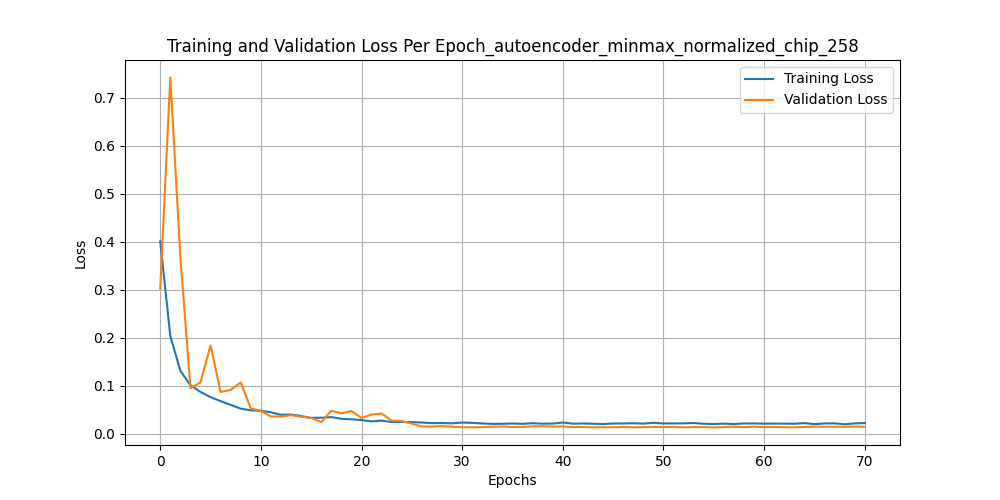 Training and Validation Loss Per Epoch_autoencoder_minmax_normalized_chip_258
Training Loss
Validation Loss
0.7
0.6
0.5
0.4
0.3
0.2
0.1
0.0
Loss
0 10 20 30 40 50 60 70
Epochs